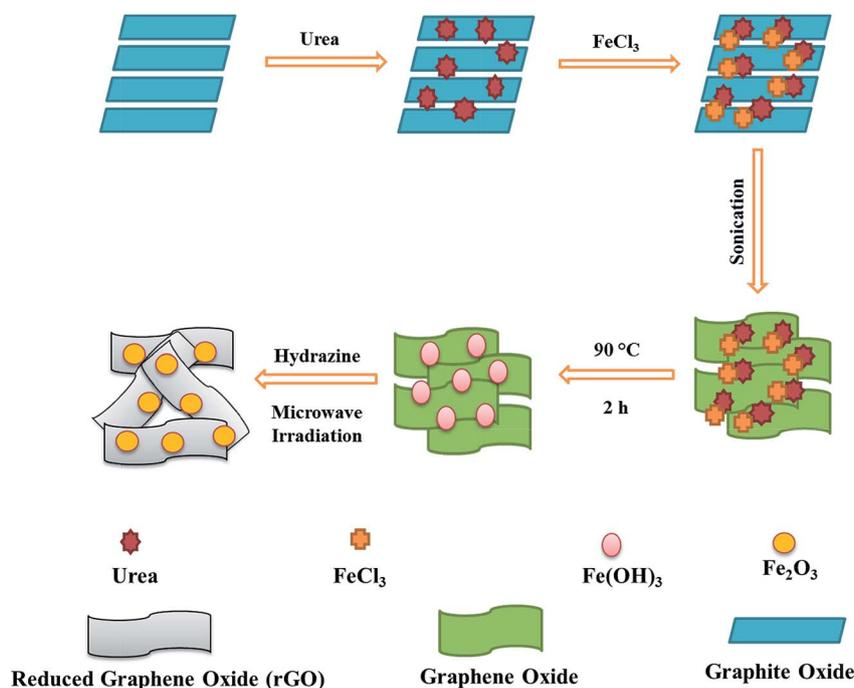 Urea
FeCl₃
Sonication
90 °C
2 h
Hydrazine
Microwave
Irradiation
Urea
FeCl₃
Fe(OH)₃
Fe₂O₃
Reduced Graphene Oxide (rGO)
Graphene Oxide
Graphite Oxide